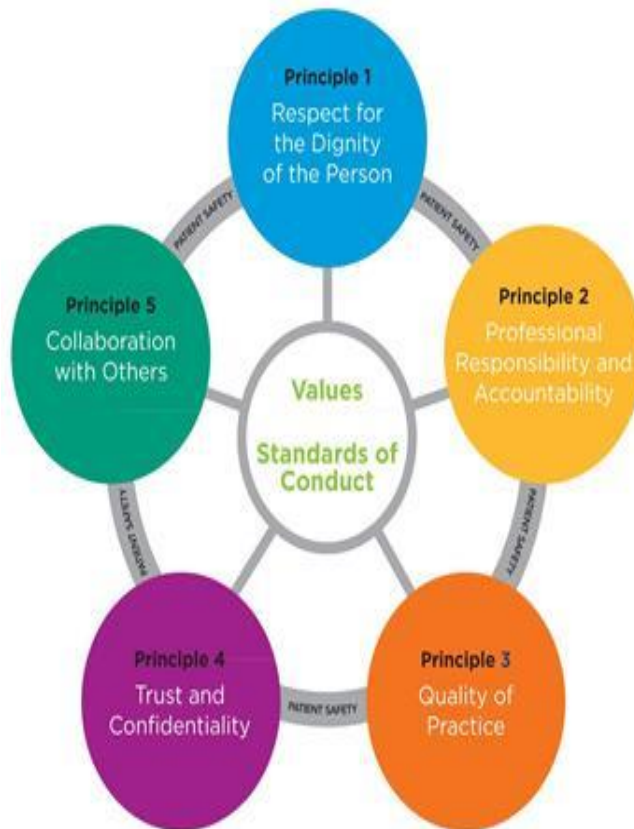 Principle 1
Respect for
the Dignity
of the Person
PATIENT SAFETY
PATIENT SAFETY
Principle 5
Collaboration
with Others
Principle 2
Professional
Responsibility and
Accountability
Values
Standards of
Conduct
PATIENT SAFETY
PATIENT SAFETY
Principle 4
Trust and
Confidentiality
Principle 3
Quality of
Practice
PATIENT SAFETY